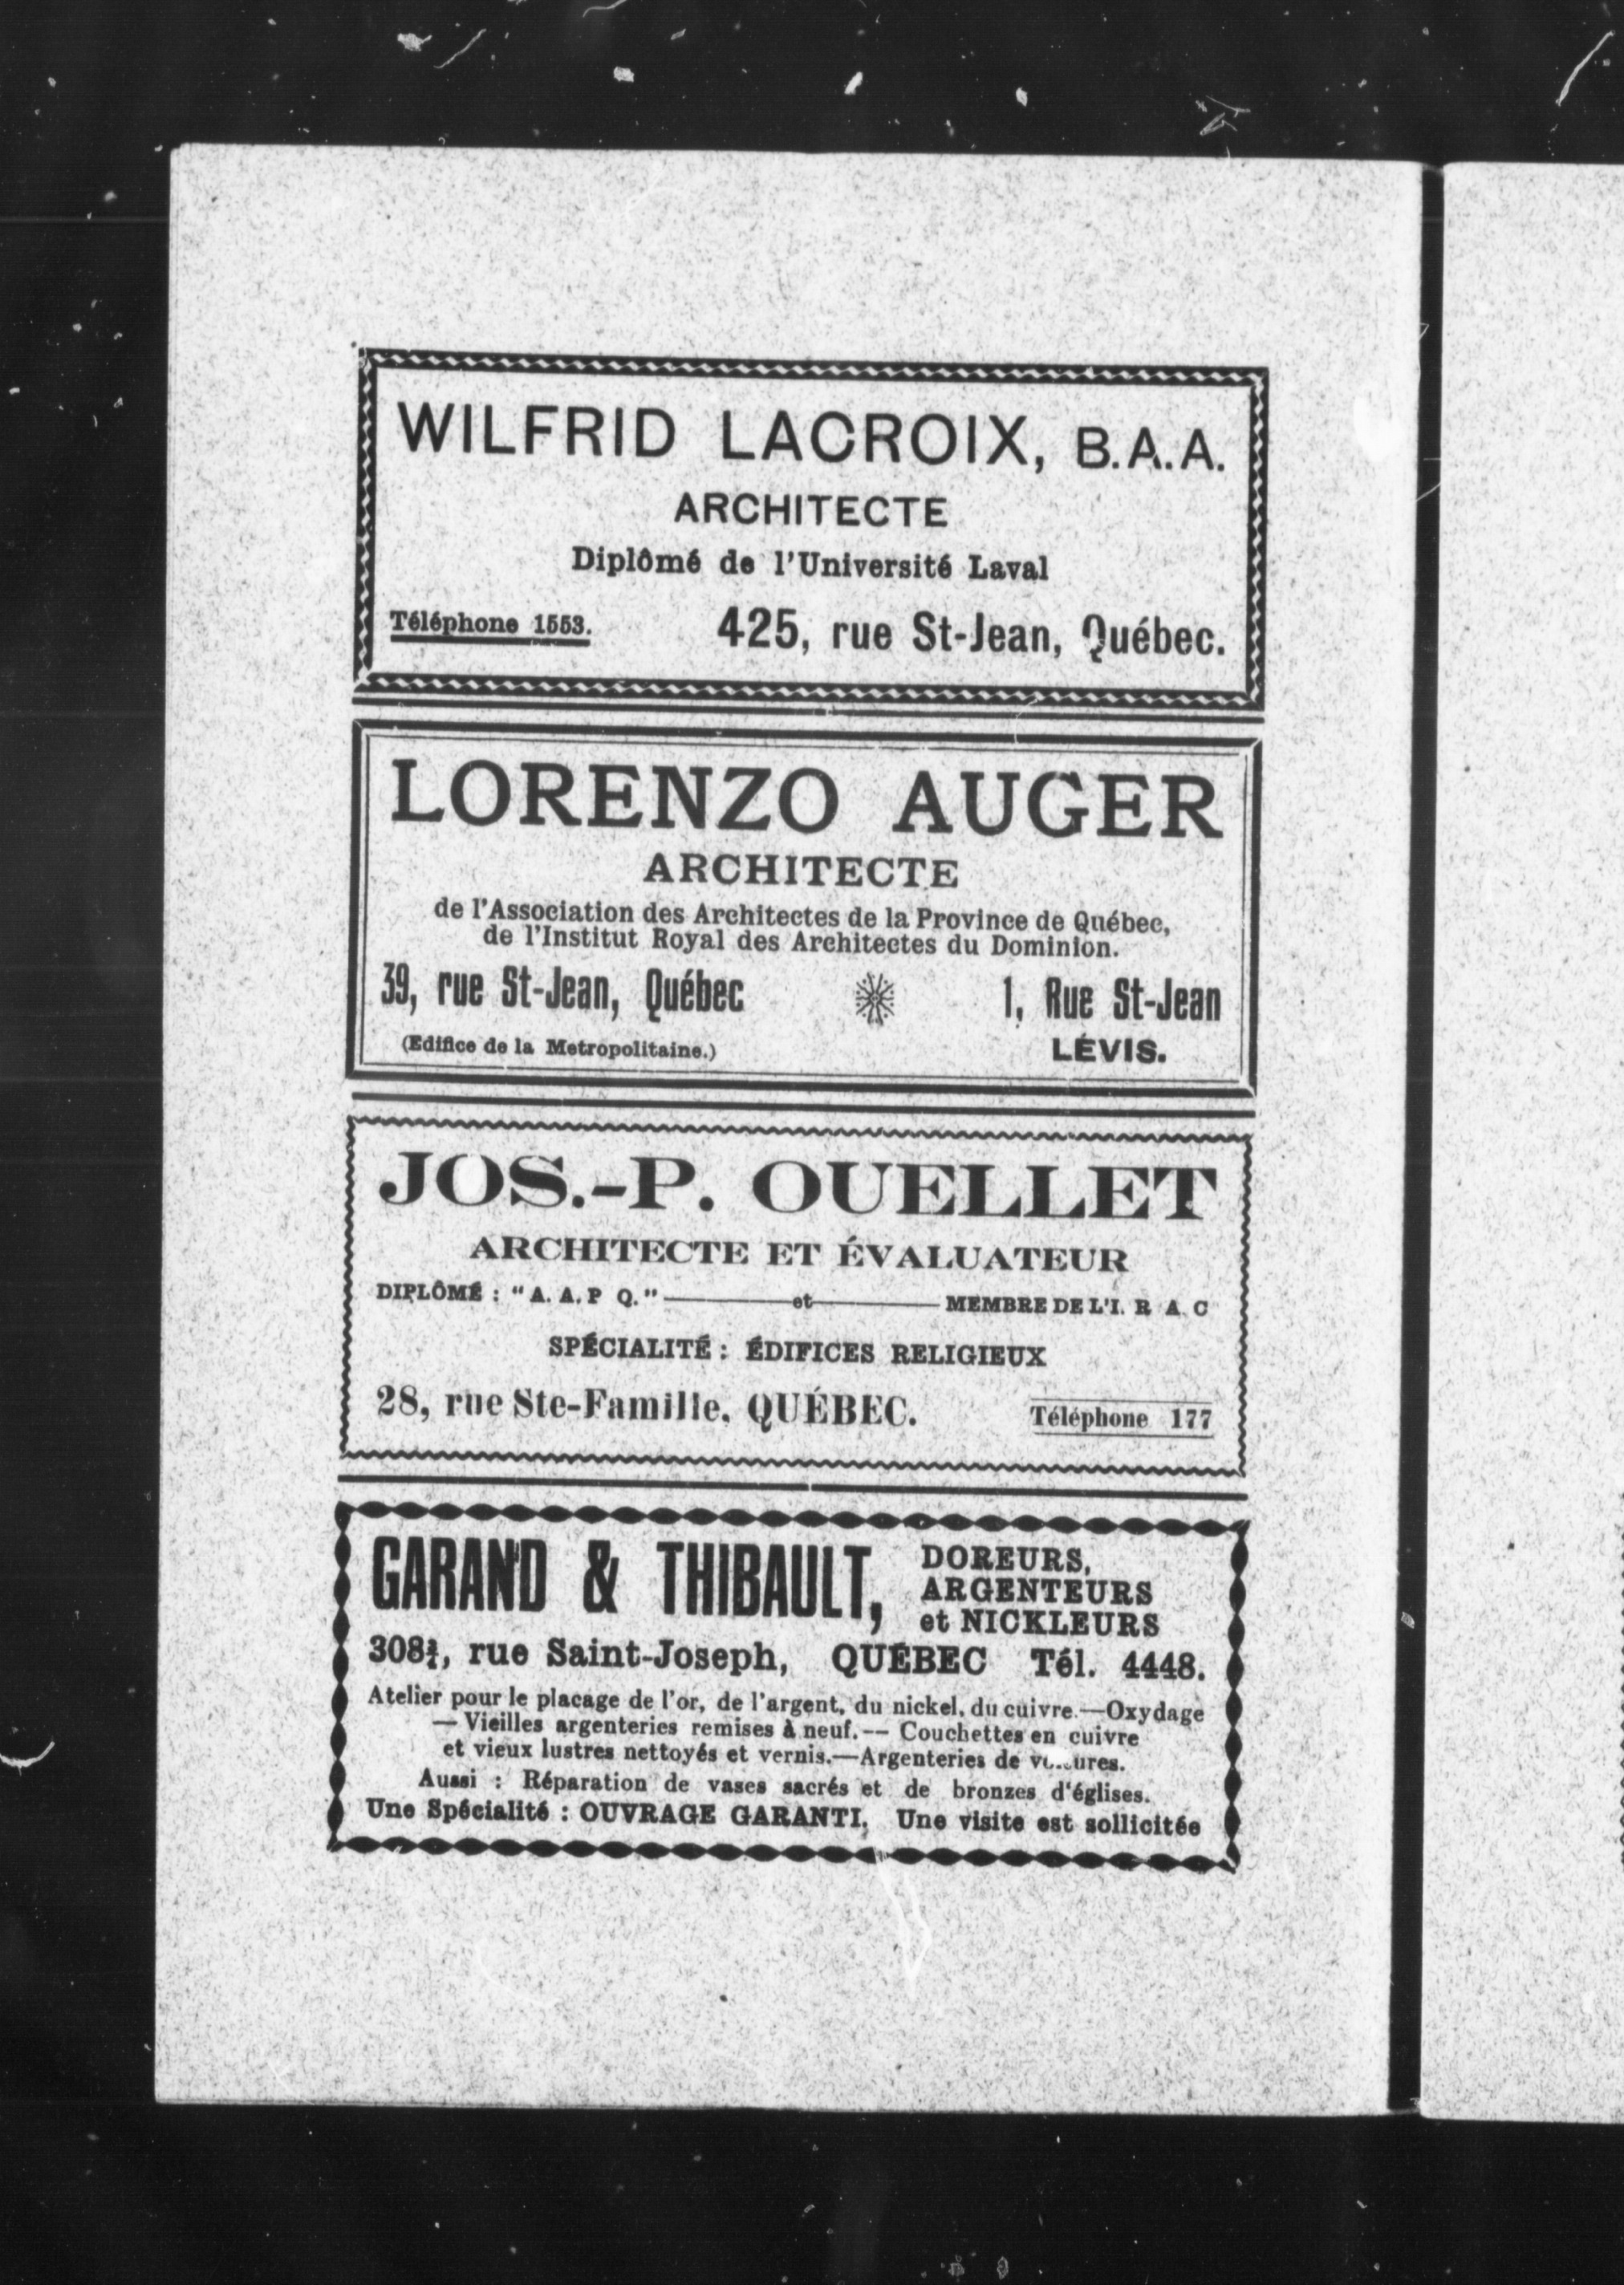 WILFRID LACROIX, B.A.A.
ARCHITECTE
Diplômé de l'Université Laval
Téléphone 1553. 425, rue St-Jean, Québec.
LORENZO AUGER
ARCHITECTE
de l'Association des Architectes de la Province de Québec,
de l'Institut Royal des Architectes du Dominion.
39, rue St-Jean, Québec 1, Rue St-Jean
(Edifice de la Metropolitaine.) LÉVIS.
JOS.-P. OUELLET
ARCHITECTE ET ÉVALUATEUR
DIPLÔMÉ : "A. A. P Q."———et———MEMBRE DE L'I. R A C
SPÉCIALITÉ : ÉDIFICES RELIGIEUX
28, rue Ste-Famille, QUÉBEC. Téléphone 177
GARAND & THIBAULT, DOREURS,
ARGENTEURS
et NICKLEURS
308, rue Saint-Joseph, QUÉBEC Tél. 4448.
Atelier pour le placage de l'or, de l'argent, du nickel, du cuivre.—Oxydage
— Vieilles argenteries remises à neuf.-- Couchettes en cuivre
et vieux lustres nettoyés et vernis.—Argenteries de
Aussi : Réparation de vases sacrés et de bronzes d'églises.
Une Spécialité : OUVRAGE GARANTI. Une visite est sollicitée